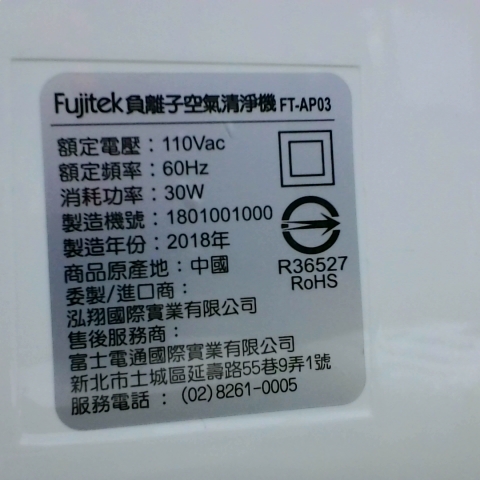 Fujitek負離子空氣清淨機 FT-AP03
額定電壓：110Vac
額定頻率：60Hz
消耗功率：30W
製造機號：1801001000
製造年份：2018年
商品原產地：中國
R36527
RoHS
委製/進口商：
泓翔國際實業有限公司
售後服務商：
富士電通國際實業有限公司
新北市土城區延壽路55巷9弄1號
服務電話：(02)8261-0005